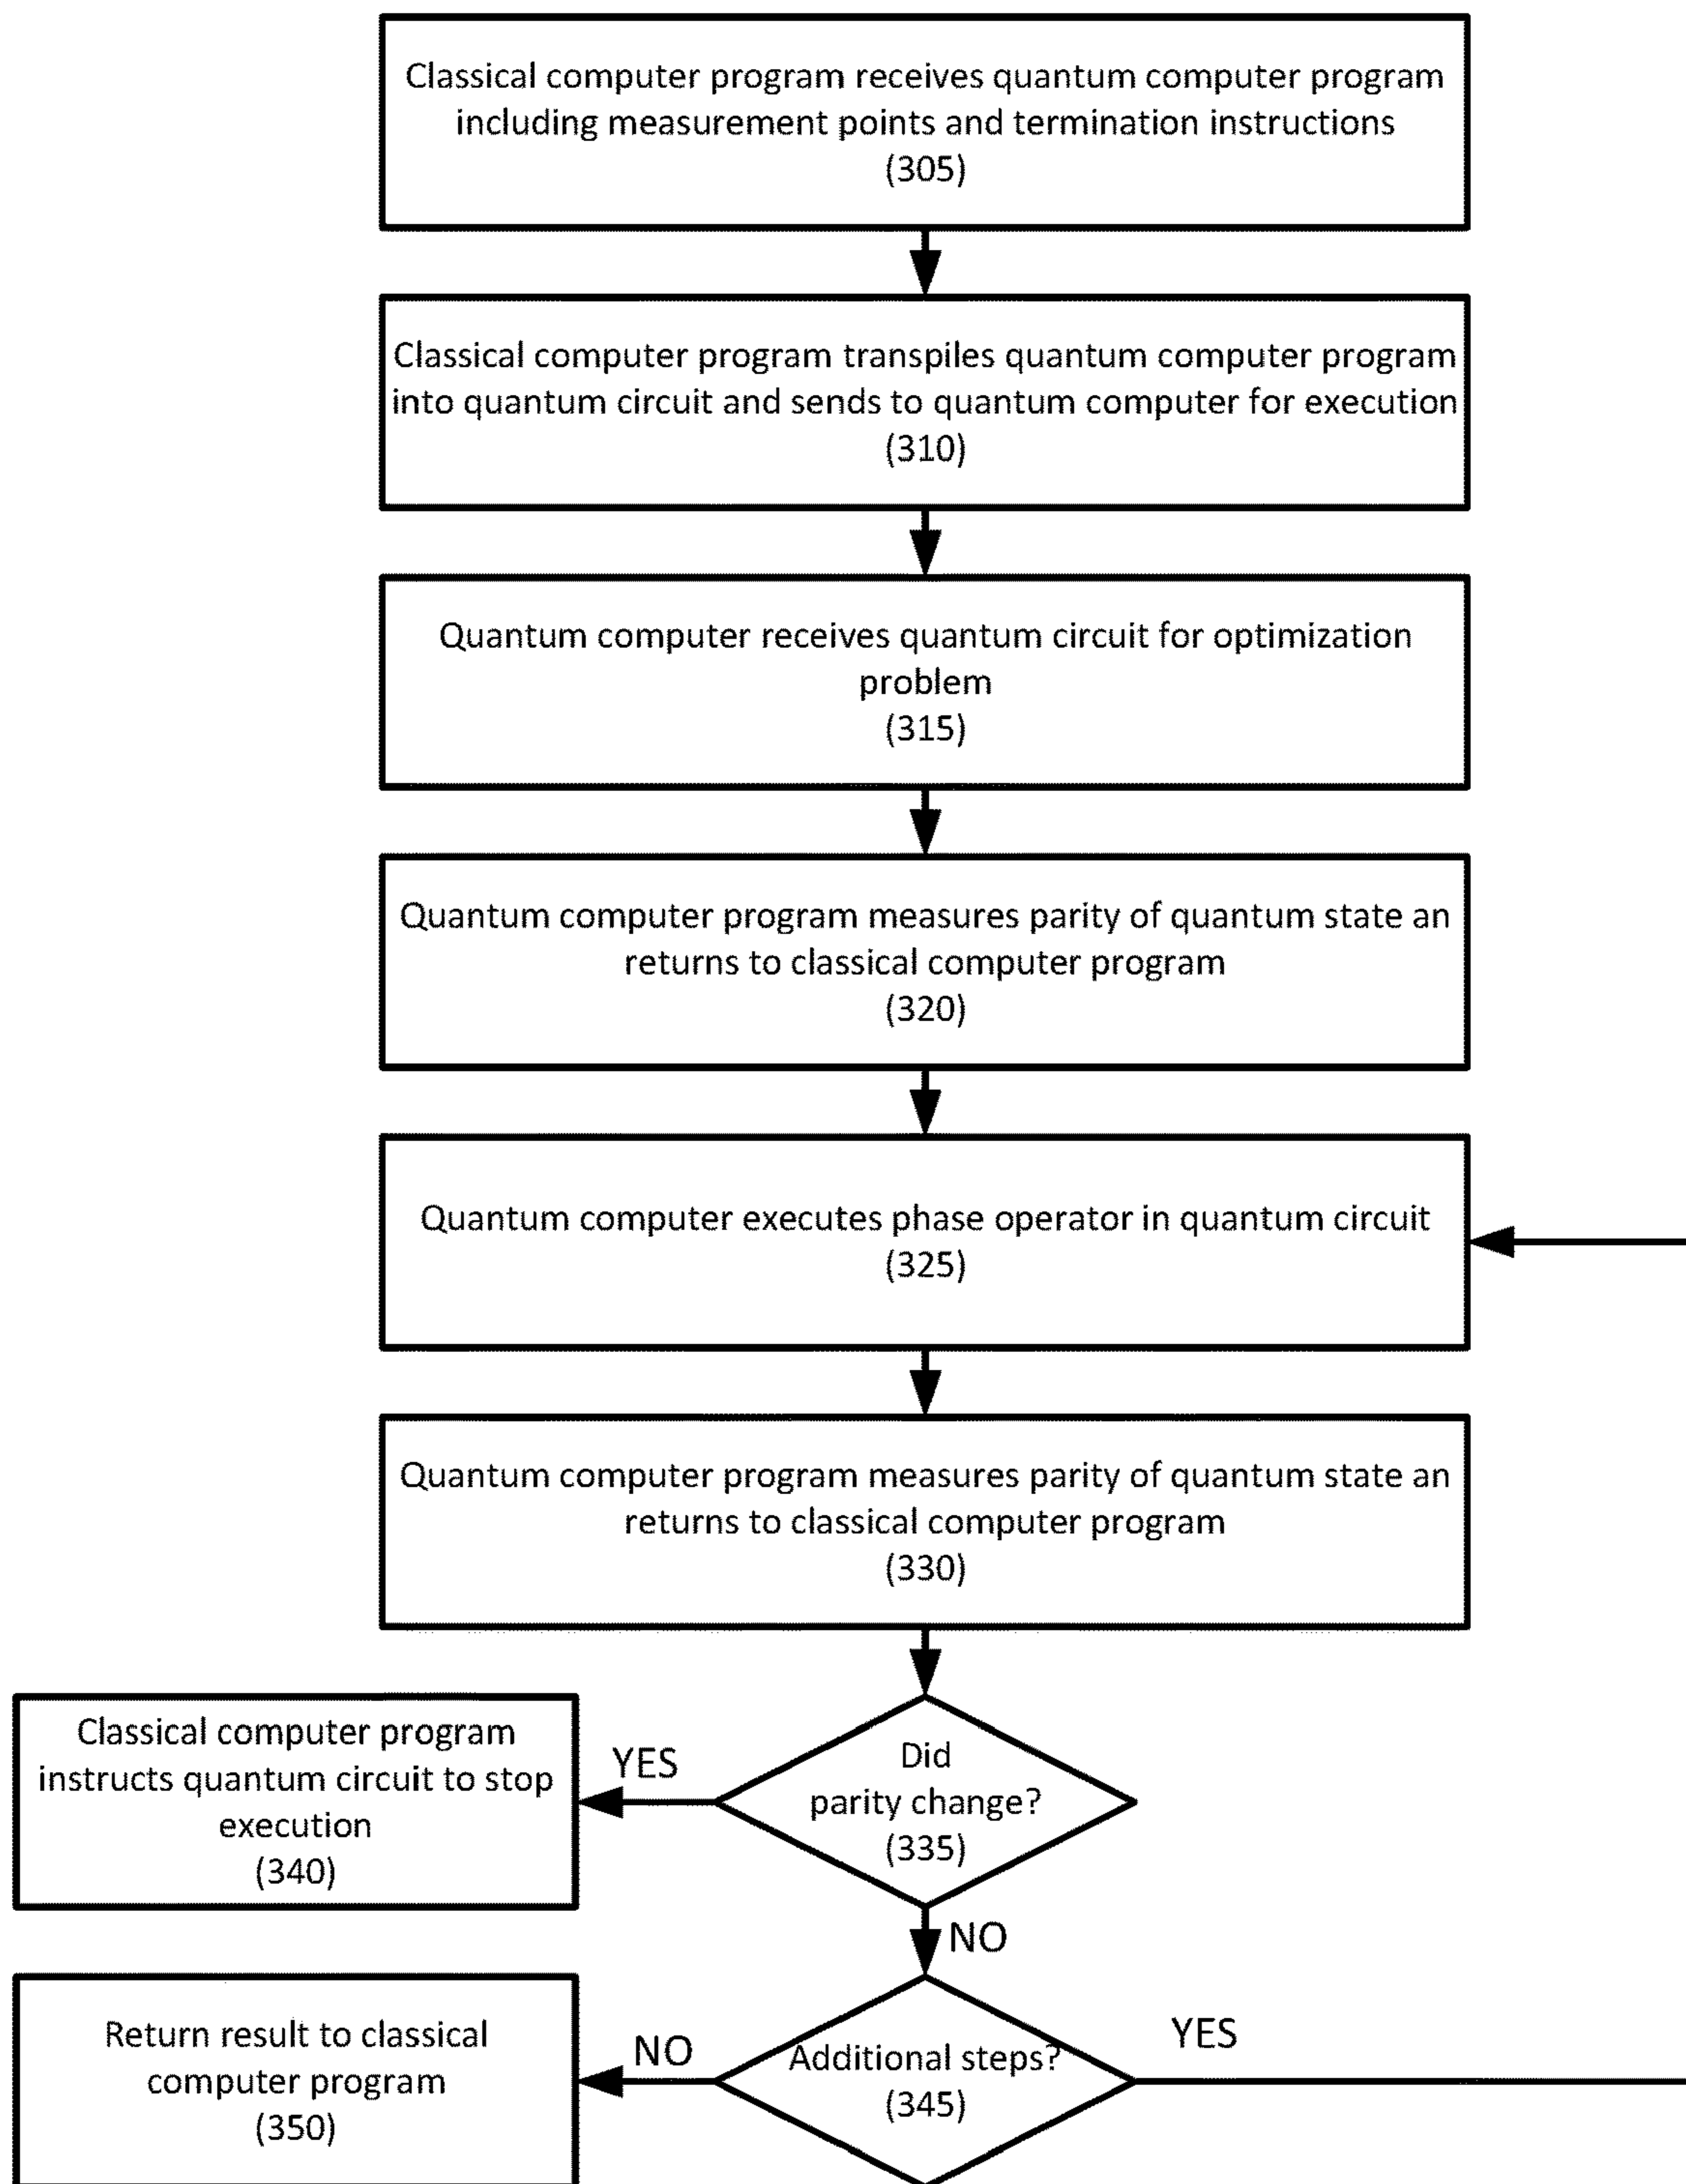 Classical computer program receives quantum computer program
including measurement points and termination instructions
(305)
Classical computer program transpiles quantum computer program
into quantum circuit and sends to quantum computer for execution
(310)
Quantum computer receives quantum circuit for optimization
problem
(315)
Quantum computer program measures parity of quantum state an
returns to classical computer program
(320)
Quantum computer executes phase operator in quantum circuit
(325)
Quantum computer program measures parity of quantum state an
returns to classical computer program
(330)
Did
parity change?
(335)
YES
Classical computer program
instructs quantum circuit to stop
execution
(340)
NO
Additional steps?
(345)
YES
NO
Return result to classical
computer program
(350)